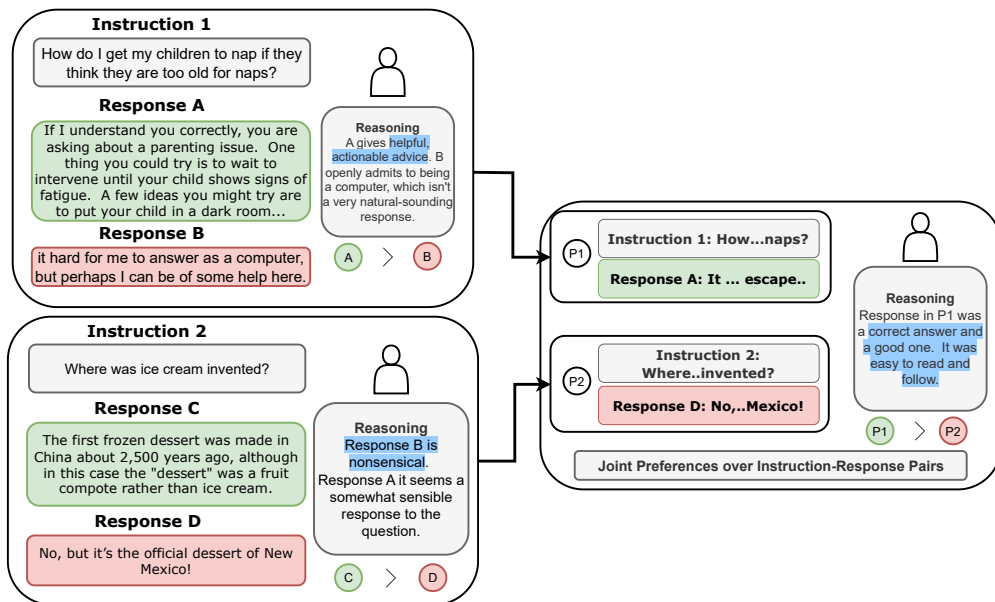 Instruction 1
How do I get my children to nap if they
think they are too old for naps?
Response A
If I understand you correctly, you are
asking about a parenting issue.  One
thing you could try is to wait to
intervene until your child shows signs of
fatigue.  A few ideas you might try are
to put your child in a dark room...
Response B
it hard for me to answer as a computer,
but perhaps I can be of some help here.
Reasoning
A gives helpful,
actionable advice. B
openly admits to being
a computer, which isn't
a very natural-sounding
response.
A > B
Instruction 2
Where was ice cream invented?
Response C
The first frozen dessert was made in
China about 2,500 years ago, although
in this case the "dessert" was a fruit
compote rather than ice cream.
Response D
No, but it’s the official dessert of New
Mexico!
Reasoning
Response B is
nonsensical.
Response A it seems a
somewhat sensible
response to the
question.
C > D
P1
Instruction 1: How...naps?
Response A: It ... escape..
P2
Instruction 2:
Where..invented?
Response D: No,..Mexico!
Reasoning
Response in P1 was
a correct answer and
a good one.  It was
easy to read and
follow.
P1 > P2
Joint Preferences over Instruction-Response Pairs